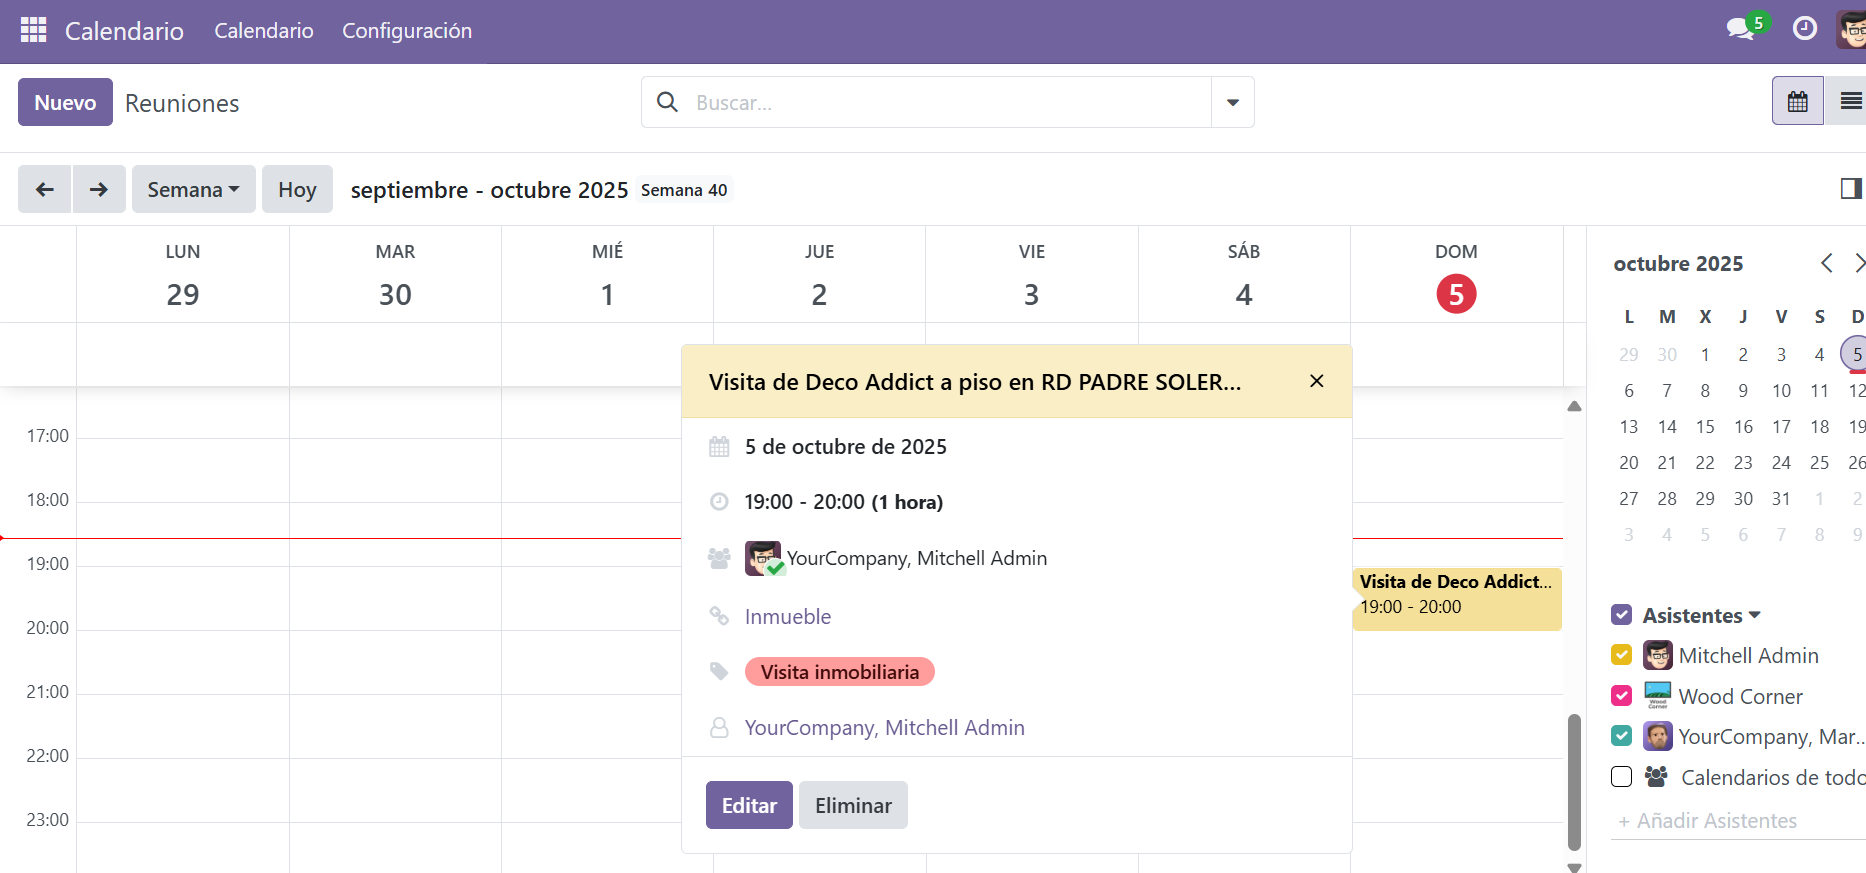 Calendario Calendario Configuración 5
Nuevo Reuniones Buscar...
Semana Hoy septiembre - octubre 2025 Semana 40
LUN MAR MIÉ JUE VIE SÁB DOM
29 30 1 2 3 4 5
17:00
18:00
19:00
20:00
21:00
22:00
23:00
Visita de Deco Addict a piso en RD PADRE SOLER...
5 de octubre de 2025
19:00 - 20:00 (1 hora)
YourCompany, Mitchell Admin
Inmueble
Visita inmobiliaria
YourCompany, Mitchell Admin
Editar Eliminar
Visita de Deco Addict...
19:00 - 20:00
octubre 2025
L M X J V S D
29 30 1 2 3 4 5
6 7 8 9 10 11 12
13 14 15 16 17 18 19
20 21 22 23 24 25 26
27 28 29 30 31 1 2
3 4 5 6 7 8 9
Asistentes
Mitchell Admin
Wood Corner
YourCompany, Mar...
Calendarios de todo
+ Añadir Asistentes